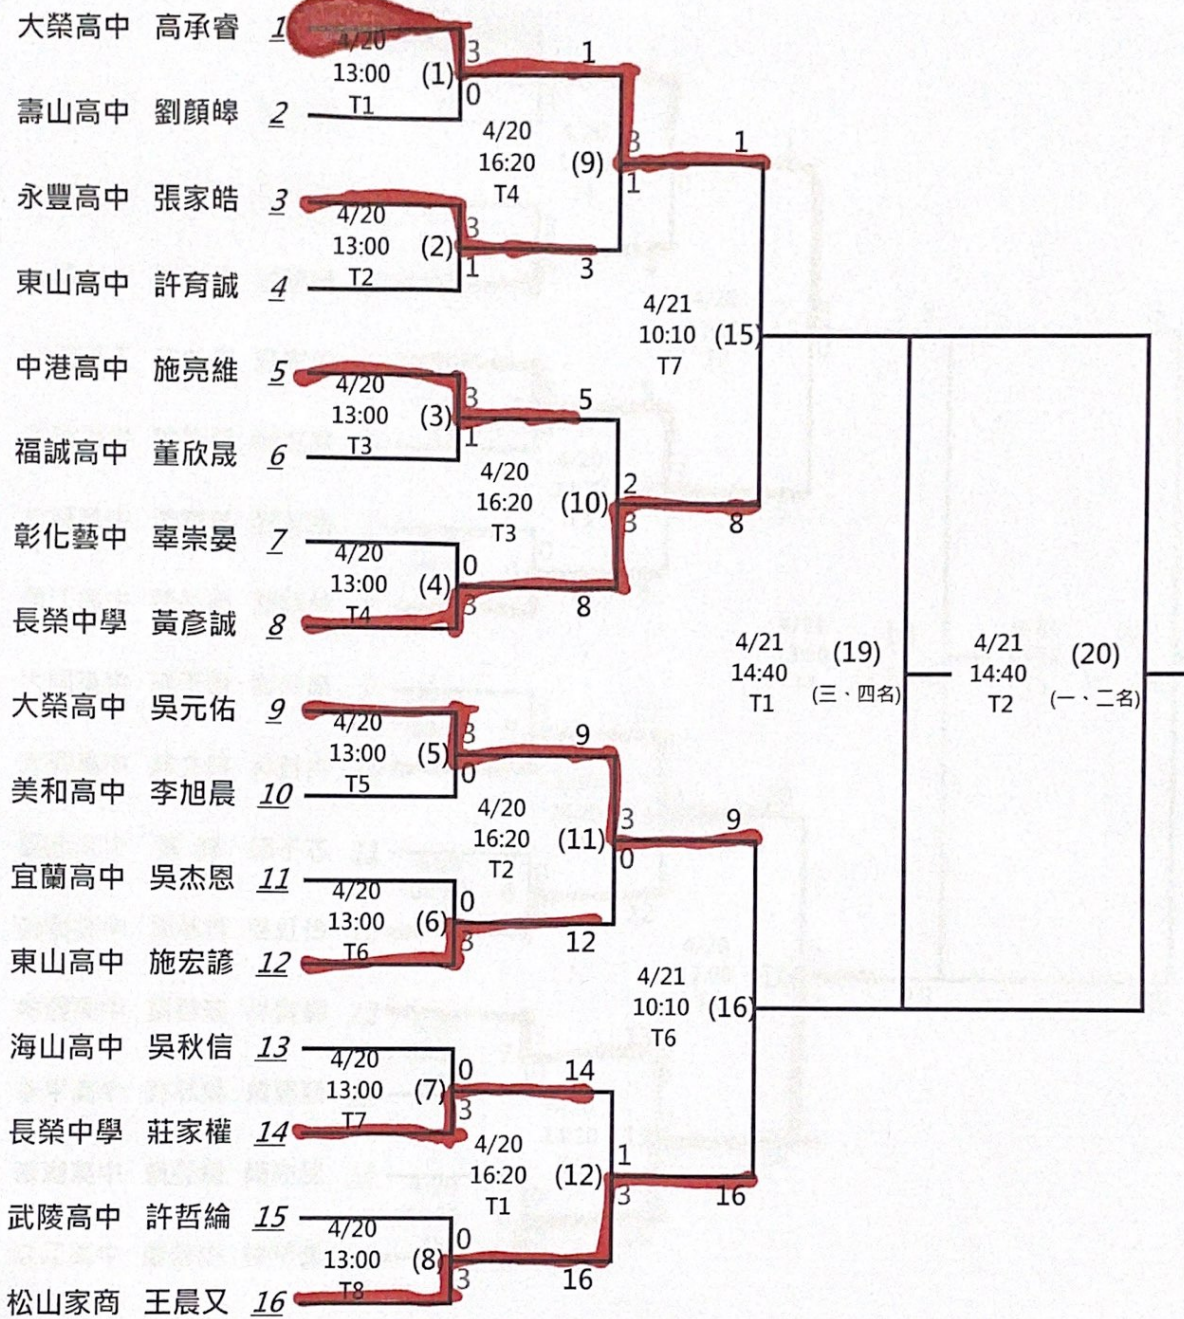 大榮高中 高承睿 1
4/20
13:00 (1)
T1
3
0
1
壽山高中 劉顏皞 2
4/20
16:20 (9)
T4
3
1
1
永豐高中 張家皓 3
4/20
13:00 (2)
T2
3
1
3
東山高中 許育誠 4
4/21
10:10 (15)
T7
中港高中 施亮維 5
4/20
13:00 (3)
T3
3
1
5
福誠高中 董欣晟 6
4/20
16:20 (10)
T3
2
3
8
彰化藝中 辜崇晏 7
4/20
13:00 (4)
T4
0
3
8
長榮中學 黃彥誠 8
4/21
14:40 (19)
T1 (三、四名)
4/21
14:40 (20)
T2 (一、二名)
大榮高中 吳元佑 9
4/20
13:00 (5)
T5
3
0
9
美和高中 李旭晨 10
4/20
16:20 (11)
T2
3
0
9
宜蘭高中 吳杰恩 11
4/20
13:00 (6)
T6
0
3
12
東山高中 施宏諺 12
4/21
10:10 (16)
T6
海山高中 吳秋信 13
4/20
13:00 (7)
T7
0
3
14
長榮中學 莊家權 14
4/20
16:20 (12)
T1
1
3
16
武陵高中 許哲綸 15
4/20
13:00 (8)
T8
0
3
16
松山家商 王晨又 16